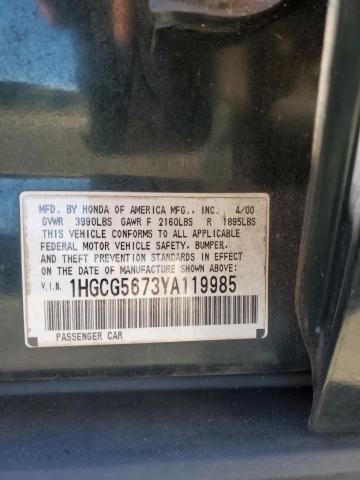 MFD. BY HONDA OF AMERICA MFG., INC. 4/00
GVWR 3990LBS GAWR F 2160LBS R 1895LBS
THIS VEHICLE CONFORMS TO ALL APPLICABLE
FEDERAL MOTOR VEHICLE SAFETY, BUMPER,
AND THEFT PREVENTION STANDARDS IN EFFECT
ON THE DATE OF MANUFACTURE SHOWN ABOVE.
V.I.N. 1HGCG5673YA119985
PASSENGER CAR